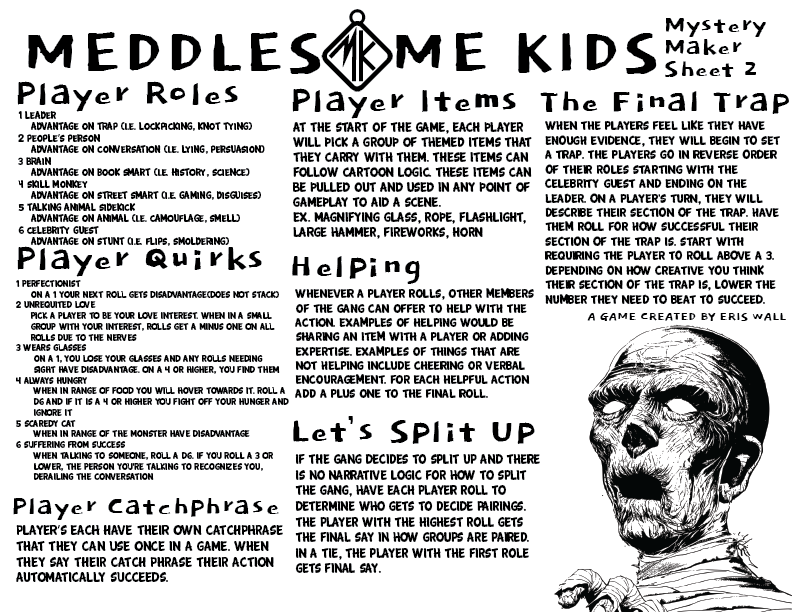 MEDDLES MK ME KIDS
Mystery
Maker
Sheet 2
Player Roles
1 LEADER
ADVANTAGE ON TRAP (I.E. LOCKPICKING, KNOT TYING)
2 PEOPLE'S PERSON
ADVANTAGE ON CONVERSATION (I.E. LYING, PERSUASION)
3 BRAIN
ADVANTAGE ON BOOK SMART (I.E. HISTORY, SCIENCE)
4 SKILL MONKEY
ADVANTAGE ON STREET SMART (I.E. GAMING, DISGUISES)
5 TALKING ANIMAL SIDEKICK
ADVANTAGE ON ANIMAL (I.E. CAMOUFLAGE, SMELL)
6 CELEBRITY GUEST
ADVANTAGE ON STUNT (I.E. FLIPS, SMOLDERING)
Player Quirks
1 PERFECTIONIST
ON A 1 YOUR NEXT ROLL GETS DISADVANTAGE(DOES NOT STACK)
2 UNREQUITED LOVE
PICK A PLAYER TO BE YOUR LOVE INTEREST. WHEN IN A SMALL
GROUP WITH YOUR INTEREST, ROLLS GET A MINUS ONE ON ALL
ROLLS DUE TO THE NERVES
3 WEARS GLASSES
ON A 1, YOU LOSE YOUR GLASSES AND ANY ROLLS NEEDING
SIGHT HAVE DISADVANTAGE. ON A 4 OR HIGHER, YOU FIND THEM
4 ALWAYS HUNGRY
WHEN IN RANGE OF FOOD YOU WILL HOVER TOWARDS IT. ROLL A
D6 AND IF IT IS A 4 OR HIGHER YOU FIGHT OFF YOUR HUNGER AND
IGNORE IT
5 SCAREDY CAT
WHEN IN RANGE OF THE MONSTER HAVE DISADVANTAGE
6 SUFFERING FROM SUCCESS
WHEN TALKING TO SOMEONE, ROLL A D6. IF YOU ROLL A 3 OR
LOWER, THE PERSON YOU'RE TALKING TO RECOGNIZES YOU,
DERAILING THE CONVERSATION
Player Catchphrase
PLAYER'S EACH HAVE THEIR OWN CATCHPHRASE
THAT THEY CAN USE ONCE IN A GAME. WHEN
THEY SAY THEIR CATCH PHRASE THEIR ACTION
AUTOMATICALLY SUCCEEDS.
Player Items
AT THE START OF THE GAME, EACH PLAYER
WILL PICK A GROUP OF THEMED ITEMS THAT
THEY CARRY WITH THEM. THESE ITEMS CAN
FOLLOW CARTOON LOGIC. THESE ITEMS CAN
BE PULLED OUT AND USED IN ANY POINT OF
GAMEPLAY TO AID A SCENE.
EX. MAGNIFYING GLASS, ROPE, FLASHLIGHT,
LARGE HAMMER, FIREWORKS, HORN
Helping
WHENEVER A PLAYER ROLLS, OTHER MEMBERS
OF THE GANG CAN OFFER TO HELP WITH THE
ACTION. EXAMPLES OF HELPING WOULD BE
SHARING AN ITEM WITH A PLAYER OR ADDING
EXPERTISE. EXAMPLES OF THINGS THAT ARE
NOT HELPING INCLUDE CHEERING OR VERBAL
ENCOURAGEMENT. FOR EACH HELPFUL ACTION
ADD A PLUS ONE TO THE FINAL ROLL.
Let's Split Up
IF THE GANG DECIDES TO SPLIT UP AND THERE
IS NO NARRATIVE LOGIC FOR HOW TO SPLIT
THE GANG, HAVE EACH PLAYER ROLL TO
DETERMINE WHO GETS TO DECIDE PAIRINGS.
THE PLAYER WITH THE HIGHEST ROLL GETS
THE FINAL SAY IN HOW GROUPS ARE PAIRED.
IN A TIE, THE PLAYER WITH THE FIRST ROLE
GETS FINAL SAY.
The Final Trap
WHEN THE PLAYERS FEEL LIKE THEY HAVE
ENOUGH EVIDENCE, THEY WILL BEGIN TO SET
A TRAP. THE PLAYERS GO IN REVERSE ORDER
OF THEIR ROLES STARTING WITH THE
CELEBRITY GUEST AND ENDING ON THE
LEADER. ON A PLAYER'S TURN, THEY WILL
DESCRIBE THEIR SECTION OF THE TRAP. HAVE
THEM ROLL FOR HOW SUCCESSFUL THEIR
SECTION OF THE TRAP IS. START WITH
REQUIRING THE PLAYER TO ROLL ABOVE A 3.
DEPENDING ON HOW CREATIVE YOU THINK
THEIR SECTION OF THE TRAP IS, LOWER THE
NUMBER THEY NEED TO BEAT TO SUCCEED.
A GAME CREATED BY ERIS WALL